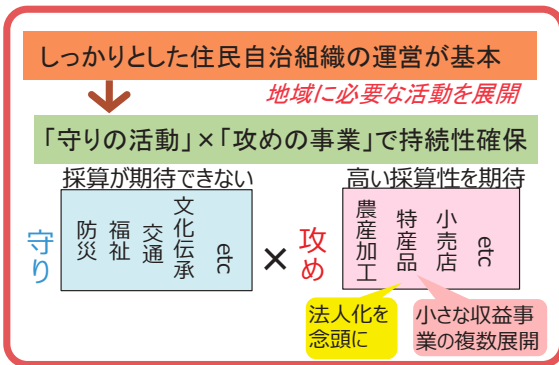 しっかりとした住民自治組織の運営が基本
地域に必要な活動を展開
「守りの活動」×「攻めの事業」で持続性確保
採算が期待できない
守り
防災
福祉
交通
文化伝承
etc
×
高い採算性を期待
攻め
農産加工
特産品
小売店
etc
法人化を
念頭に
小さな収益事
業の複数展開